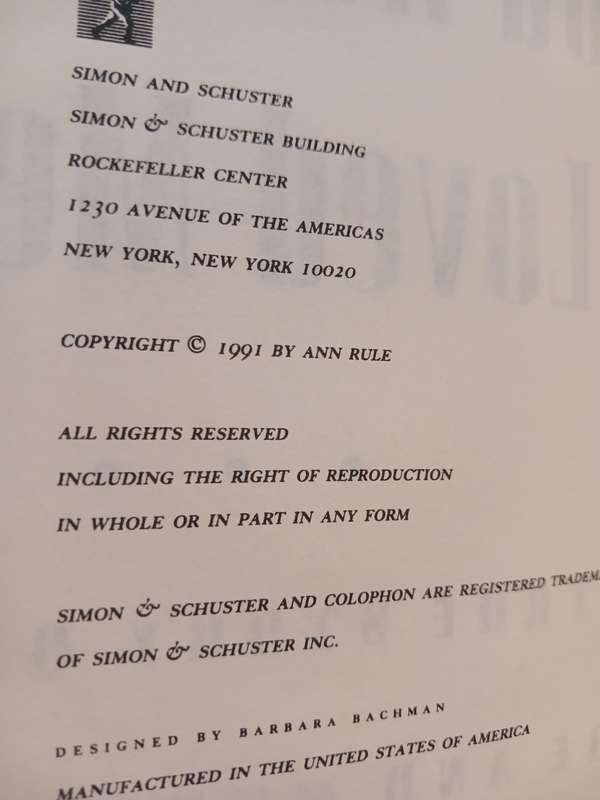 SIMON AND SCHUSTER
SIMON & SCHUSTER BUILDING
ROCKEFELLER CENTER
1230 AVENUE OF THE AMERICAS
NEW YORK, NEW YORK 10020
COPYRIGHT © 1991 BY ANN RULE
ALL RIGHTS RESERVED
INCLUDING THE RIGHT OF REPRODUCTION
IN WHOLE OR IN PART IN ANY FORM
SIMON & SCHUSTER AND COLOPHON ARE REGISTERED TRADEM
OF SIMON & SCHUSTER INC.
DESIGNED BY BARBARA BACHMAN
MANUFACTURED IN THE UNITED STATES OF AMERICA